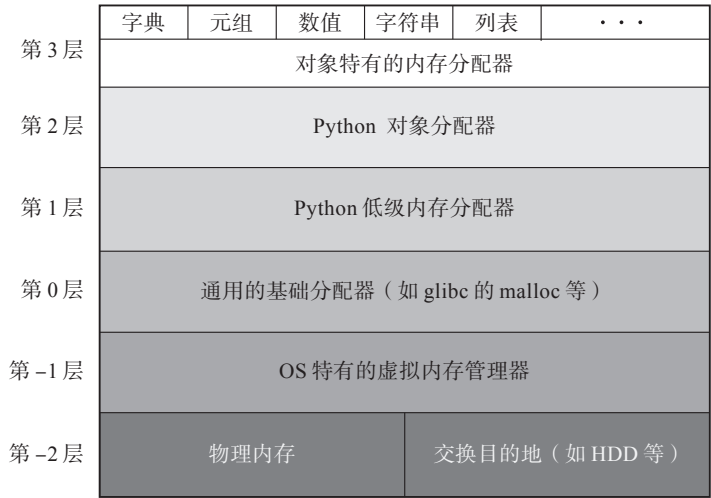 字典 元组 数值 字符串 列表 ···
第 3 层
对象特有的内存分配器
第 2 层 Python 对象分配器
第 1 层 Python 低级内存分配器
第 0 层 通用的基础分配器（如 glibc 的 malloc 等）
第 –1 层 OS 特有的虚拟内存管理器
第 –2 层 物理内存 交换目的地（如 HDD 等）